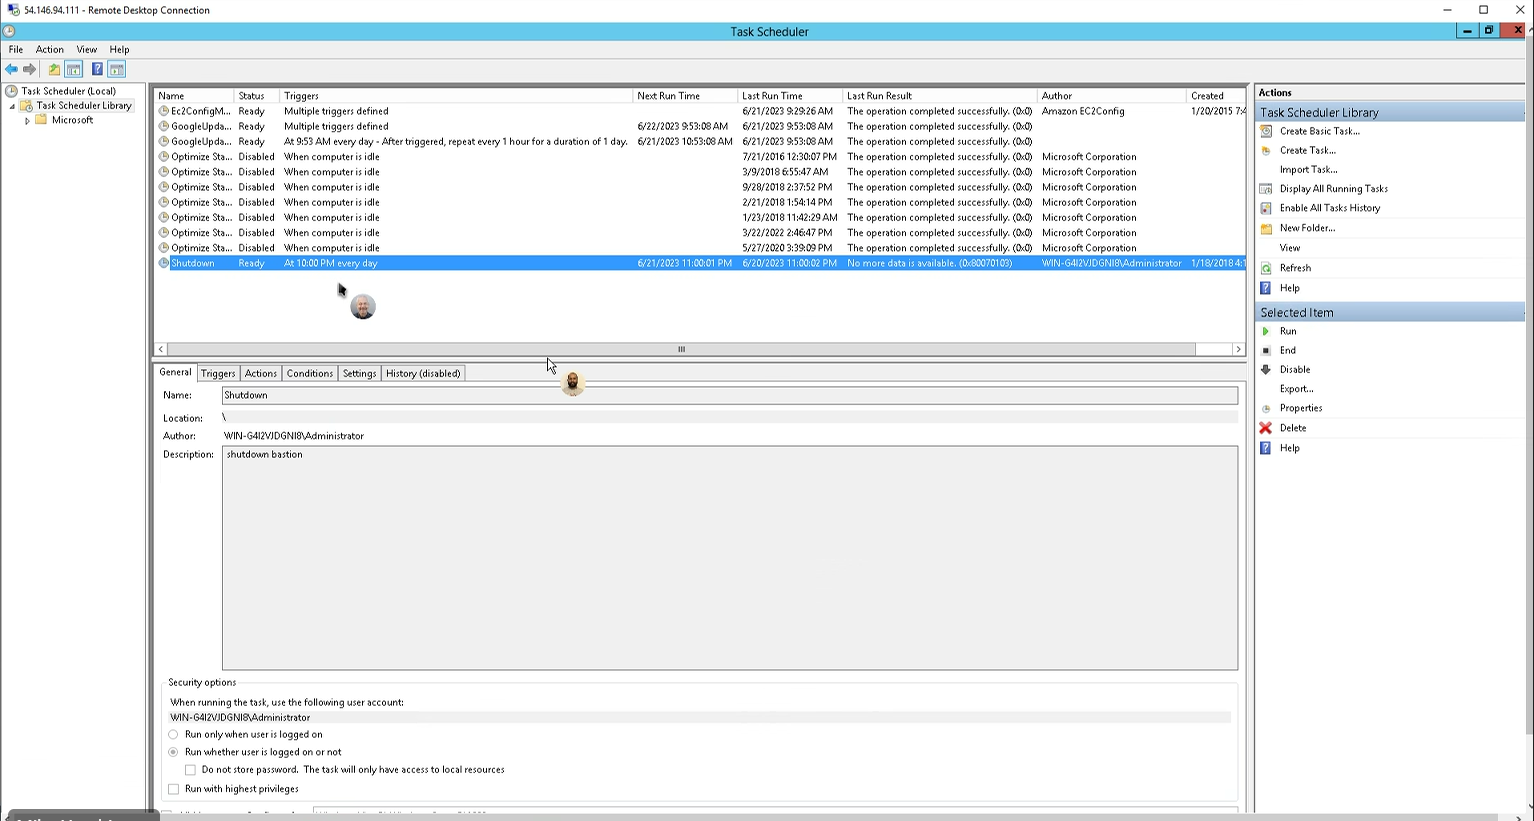 54.146.94.111 - Remote Desktop Connection
Task Scheduler
File Action View Help
Task Scheduler (Local)
Task Scheduler Library
Microsoft
Name Status Triggers Next Run Time Last Run Time Last Run Result Author Created
Ec2ConfigM... Ready Multiple triggers defined 6/21/2023 9:29:26 AM The operation completed successfully. (0x0) Amazon EC2Config 1/20/2015 7:4
GoogleUpda... Ready Multiple triggers defined 6/22/2023 9:53:08 AM 6/21/2023 9:53:08 AM The operation completed successfully. (0x0)
GoogleUpda... Ready At 9:53 AM every day - After triggered, repeat every 1 hour for a duration of 1 day. 6/21/2023 10:53:08 AM 6/21/2023 9:53:08 AM The operation completed successfully. (0x0)
Optimize Sta... Disabled When computer is idle 7/21/2016 12:30:07 PM The operation completed successfully. (0x0) Microsoft Corporation
Optimize Sta... Disabled When computer is idle 3/9/2018 6:55:47 AM The operation completed successfully. (0x0) Microsoft Corporation
Optimize Sta... Disabled When computer is idle 9/28/2018 2:37:52 PM The operation completed successfully. (0x0) Microsoft Corporation
Optimize Sta... Disabled When computer is idle 2/21/2018 1:54:14 PM The operation completed successfully. (0x0) Microsoft Corporation
Optimize Sta... Disabled When computer is idle 1/23/2018 11:42:29 AM The operation completed successfully. (0x0) Microsoft Corporation
Optimize Sta... Disabled When computer is idle 3/22/2022 2:46:47 PM The operation completed successfully. (0x0) Microsoft Corporation
Optimize Sta... Disabled When computer is idle 5/27/2020 3:39:09 PM The operation completed successfully. (0x0) Microsoft Corporation
Shutdown Ready At 10:00 PM every day 6/21/2023 11:00:01 PM 6/20/2023 11:00:02 PM No more data is available. (0x80070103) WIN-G4I2VJDGNI8\Administrator 1/18/2018 4:1
General Triggers Actions Conditions Settings History (disabled)
Name: Shutdown
Location: \
Author: WIN-G4I2VJDGNI8\Administrator
Description: shutdown bastion
Security options
When running the task, use the following user account:
WIN-G4I2VJDGNI8\Administrator
Run only when user is logged on
Run whether user is logged on or not
Do not store password. The task will only have access to local resources
Run with highest privileges
Actions
Task Scheduler Library
Create Basic Task...
Create Task...
Import Task...
Display All Running Tasks
Enable All Tasks History
New Folder...
View
Refresh
Help
Selected Item
Run
End
Disable
Export...
Properties
Delete
Help